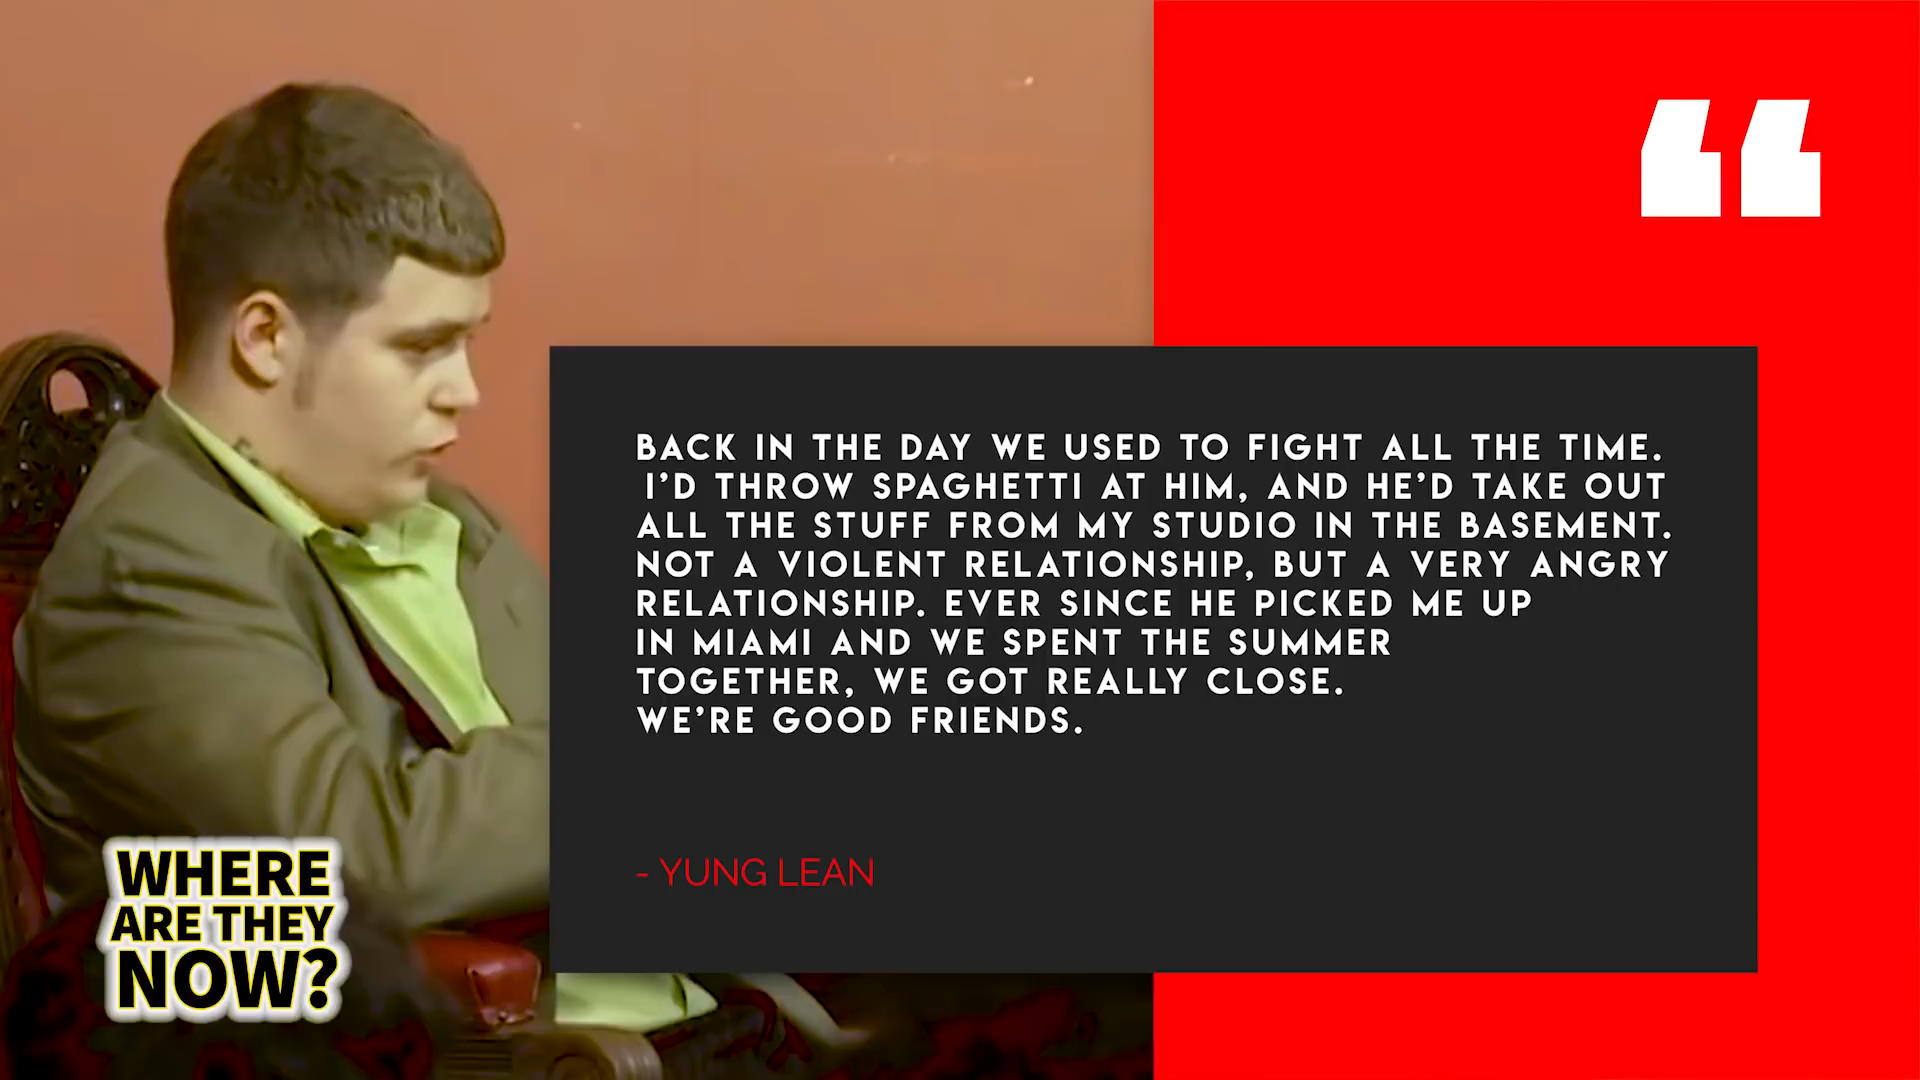 “
BACK IN THE DAY WE USED TO FIGHT ALL THE TIME.
I’D THROW SPAGHETTI AT HIM, AND HE’D TAKE OUT
ALL THE STUFF FROM MY STUDIO IN THE BASEMENT.
NOT A VIOLENT RELATIONSHIP, BUT A VERY ANGRY
RELATIONSHIP. EVER SINCE HE PICKED ME UP
IN MIAMI AND WE SPENT THE SUMMER
TOGETHER, WE GOT REALLY CLOSE.
WE’RE GOOD FRIENDS.
- YUNG LEAN
WHERE
ARE THEY
NOW?